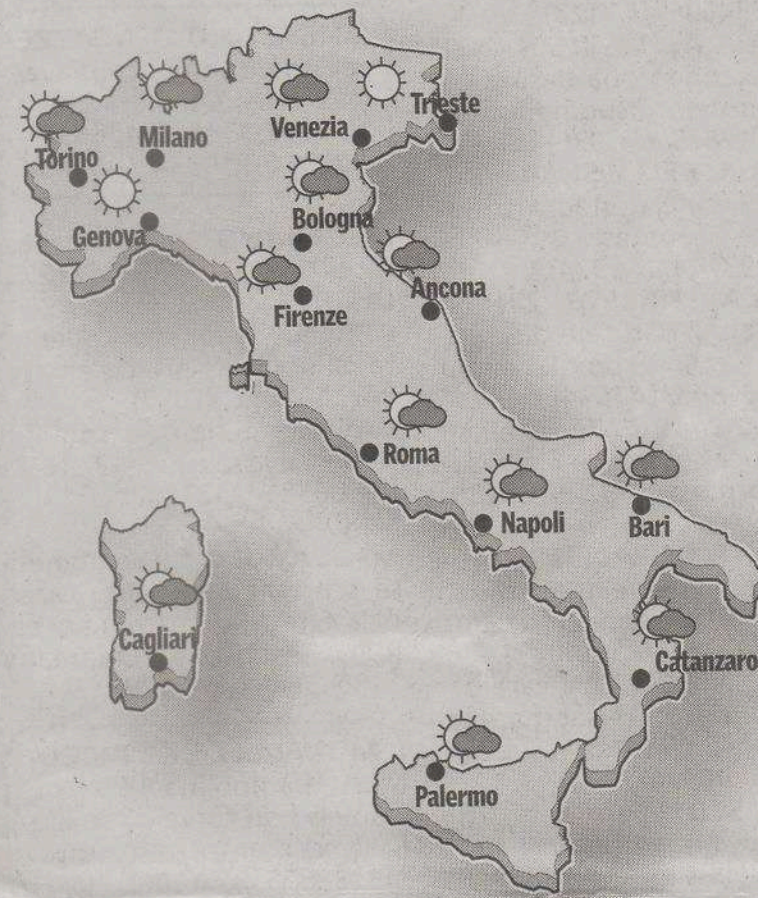 Trieste
Venezia
Milano
Torino
Bologna
Genova
Ancona
Firenze
Roma
Napoli
Bari
Cagliari
Catanzaro
Palermo